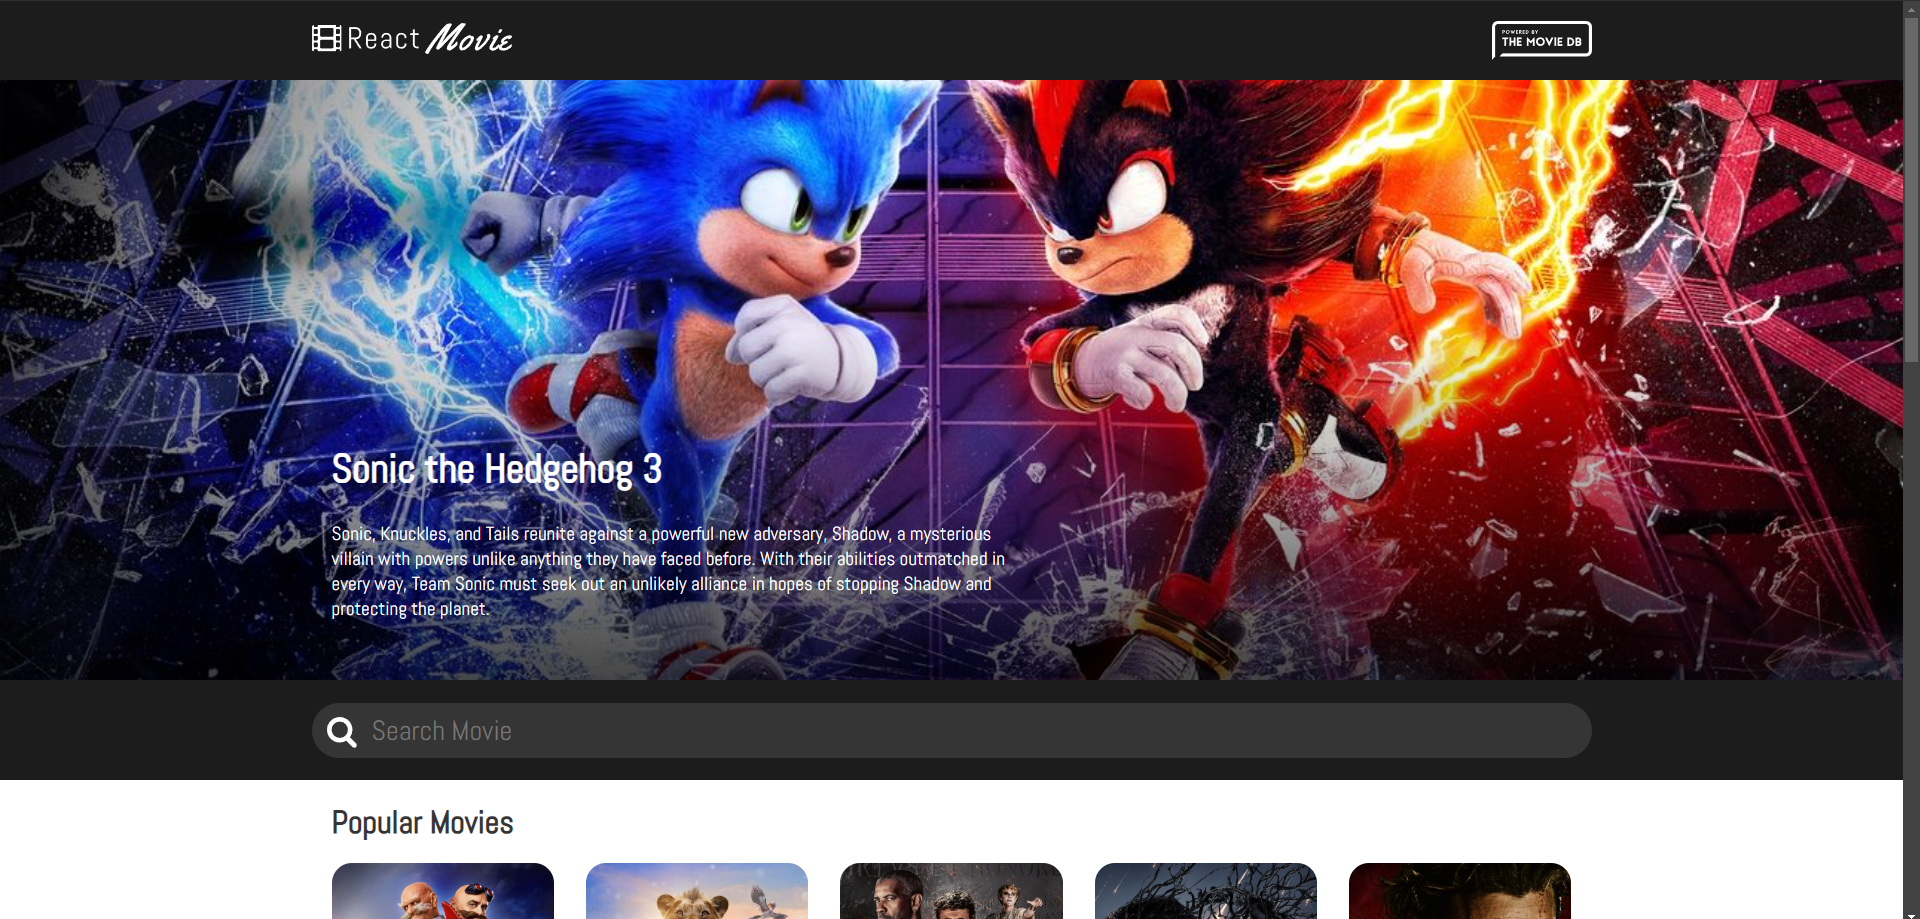 React Movie
POWERED BY
THE MOVIE DB
Sonic the Hedgehog 3
Sonic, Knuckles, and Tails reunite against a powerful new adversary, Shadow, a mysterious
villain with powers unlike anything they have faced before. With their abilities outmatched in
every way, Team Sonic must seek out an unlikely alliance in hopes of stopping Shadow and
protecting the planet.
Search Movie
Popular Movies